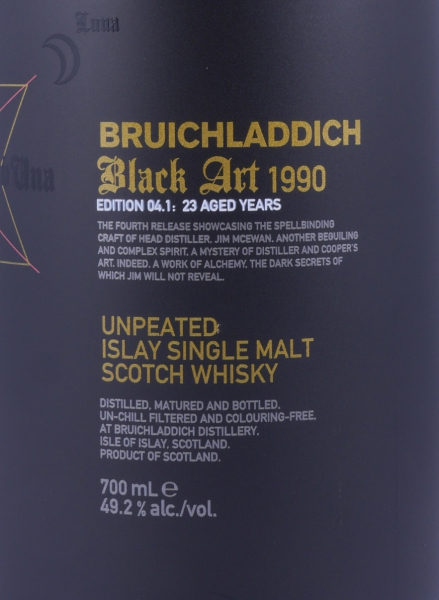 Luna
BRUICHLADDICH
Black Art 1990
EDITION 04.1: 23 AGED YEARS
THE FOURTH RELEASE SHOWCASING THE SPELLBINDING
CRAFT OF HEAD DISTILLER, JIM MCEWAN. ANOTHER BEGUILING
AND COMPLEX SPIRIT, A MYSTERY OF DISTILLER AND COOPER'S
ART. INDEED, A WORK OF ALCHEMY, THE DARK SECRETS OF
WHICH JIM WILL NOT REVEAL.
UNPEATED
ISLAY SINGLE MALT
SCOTCH WHISKY
DISTILLED, MATURED AND BOTTLED,
UN-CHILL FILTERED AND COLOURING-FREE.
AT BRUICHLADDICH DISTILLERY,
ISLE OF ISLAY, SCOTLAND.
PRODUCT OF SCOTLAND.
700 mL e
49.2 % alc./vol.